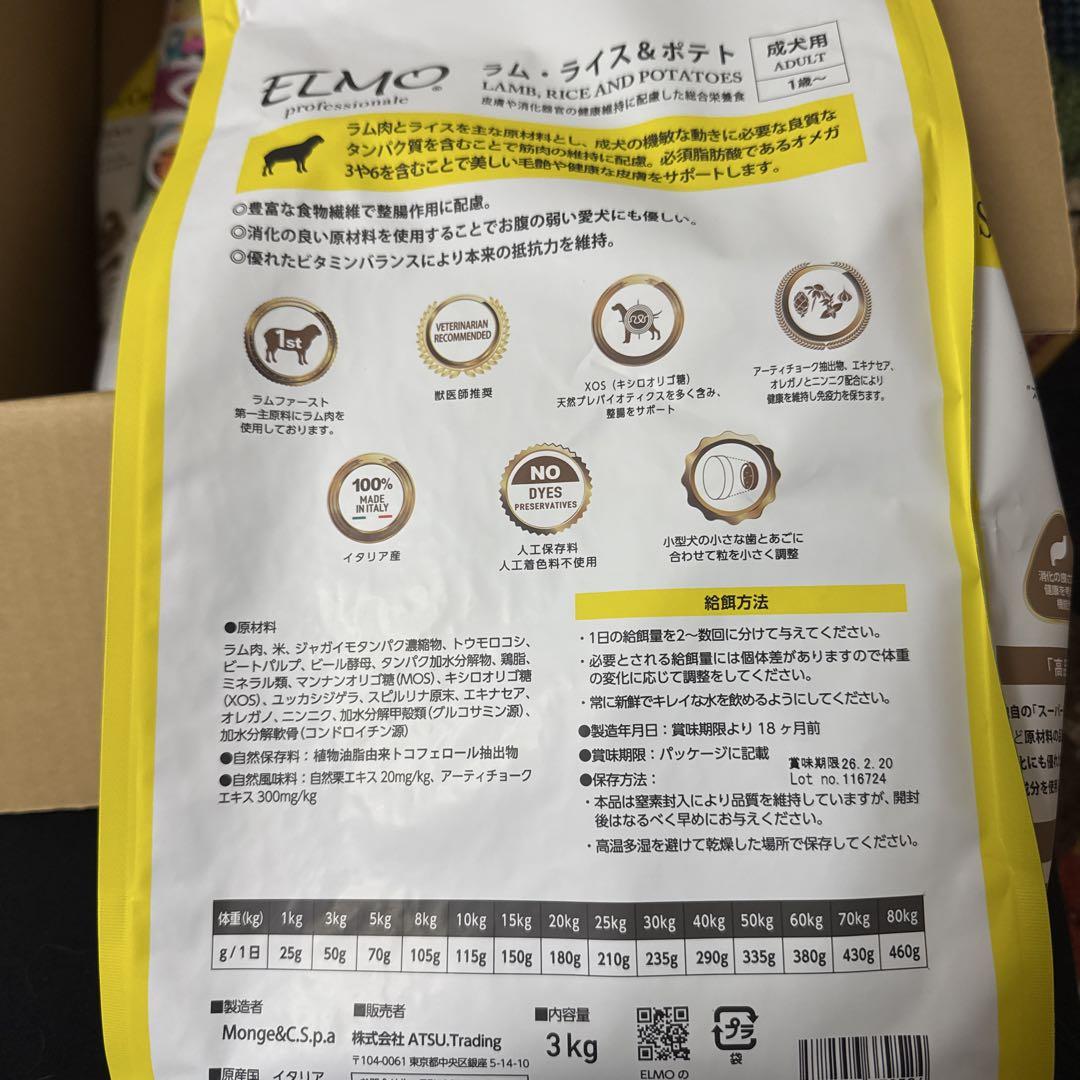 ELMO®
professionale
ラム・ライス&ポテト
LAMB, RICE AND POTATOES
皮膚や消化器官の健康維持に配慮した総合栄養食
成犬用
ADULT
1歳~
ラム肉とライスを主な原材料とし、成犬の機敏な動きに必要な良質な
タンパク質を含むことで筋肉の維持に配慮。必須脂肪酸であるオメガ
3や6を含むことで美しい毛艶や健康な皮膚をサポートします。
◎豊富な食物繊維で整腸作用に配慮。
◎消化の良い原材料を使用することでお腹の弱い愛犬にも優しい。
◎優れたビタミンバランスにより本来の抵抗力を維持。
1st
ラムファースト
第一主原料にラム肉を
使用しております。
VETERINARIAN
RECOMMENDED
獣医師推奨
XOS（キシロオリゴ糖）
天然プレバイオティクスを多く含み、
整腸をサポート
アーティチョーク抽出物、エキナセア、
オレガノとニンニク配合により
健康を維持し免疫力を保ちます。
100%
MADE
IN ITALY
イタリア産
NO
DYES
PRESERVATIVES
人工保存料
人工着色料不使用
小型犬の小さな歯とあごに
合わせて粒を小さく調整
●原材料
ラム肉、米、ジャガイモタンパク濃縮物、トウモロコシ、
ビートパルプ、ビール酵母、タンパク加水分解物、鶏脂、
ミネラル類、マンナンオリゴ糖(MOS)、キシロオリゴ糖
(XOS)、ユッカシジゲラ、スピルリナ原末、エキナセア、
オレガノ、ニンニク、加水分解甲殻類(グルコサミン源)、
加水分解軟骨(コンドロイチン源)
●自然保存料：植物油脂由来トコフェロール抽出物
●自然風味料：自然栗エキス 20mg/kg、アーティチョーク
エキス 300mg/kg
給餌方法
・1日の給餌量を2〜数回に分けて与えてください。
・必要とされる給餌量には個体差がありますので体重
の変化に応じて調整をしてください。
・常に新鮮でキレイな水を飲めるようにしてください。
●製造年月日：賞味期限より 18 ヶ月前
●賞味期限：パッケージに記載
賞味期限26.2.20
Lot no.116724
●保存方法：
・本品は窒素封入により品質を維持していますが、開封
後はなるべく早めにお与えください。
・高温多湿を避けて乾燥した場所で保存してください。
体重(kg) 1kg 3kg 5kg 8kg 10kg 15kg 20kg 25kg 30kg 40kg 50kg 60kg 70kg 80kg
g/1日 25g 50g 70g 105g 115g 150g 180g 210g 235g 290g 335g 380g 430g 460g
■製造者
Monge&C.S.p.a
■販売者
株式会社 ATSU.Trading
〒104-0061 東京都中央区銀座 5-14-10
■内容量
3kg
プラ
袋
ELMO の
■原産国 イタリア